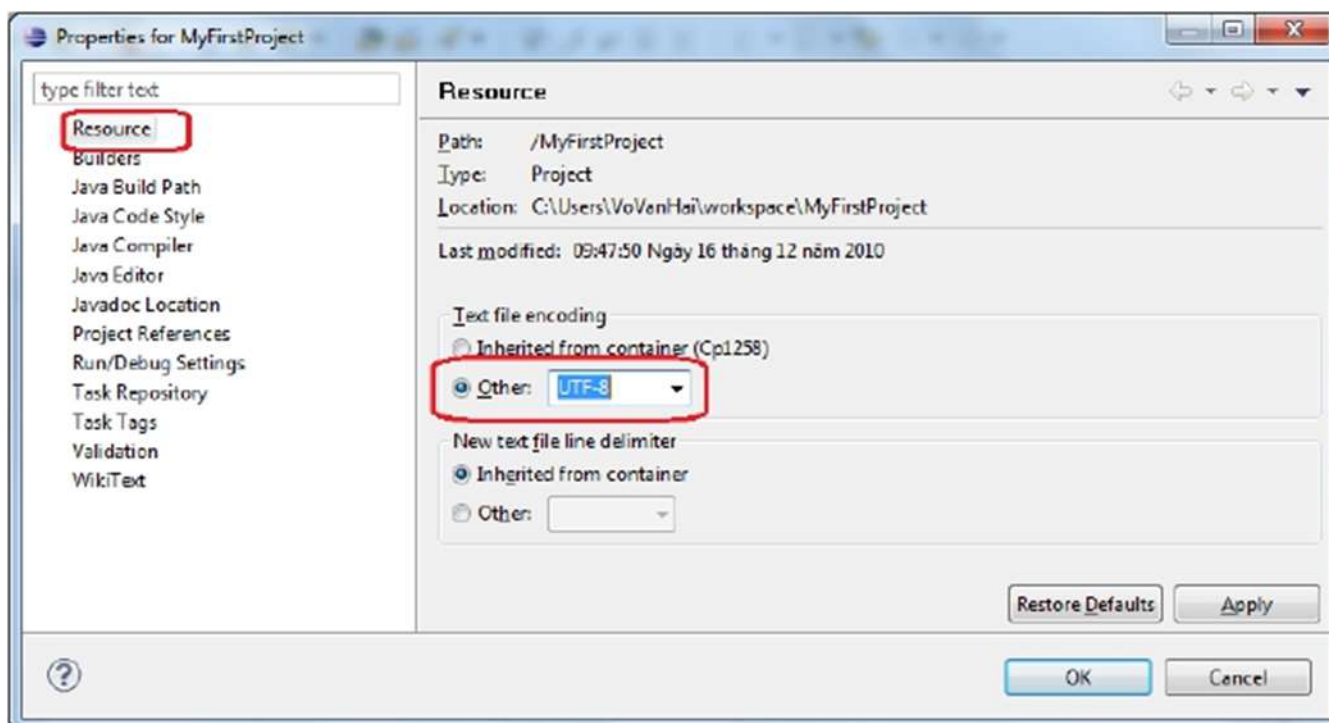 Properties for MyFirstProject
type filter text
Resource
Builders
Java Build Path
Java Code Style
Java Compiler
Java Editor
Javadoc Location
Project References
Run/Debug Settings
Task Repository
Task Tags
Validation
WikiText
Resource
Path: /MyFirstProject
Type: Project
Location: C:\Users\VoVanHai\workspace\MyFirstProject
Last modified: 09:47:50 Ngày 16 tháng 12 năm 2010
Text file encoding
Inherited from container (Cp1258)
Other: UTF-8
New text file line delimiter
Inherited from container
Other:
Restore Defaults Apply
? OK Cancel